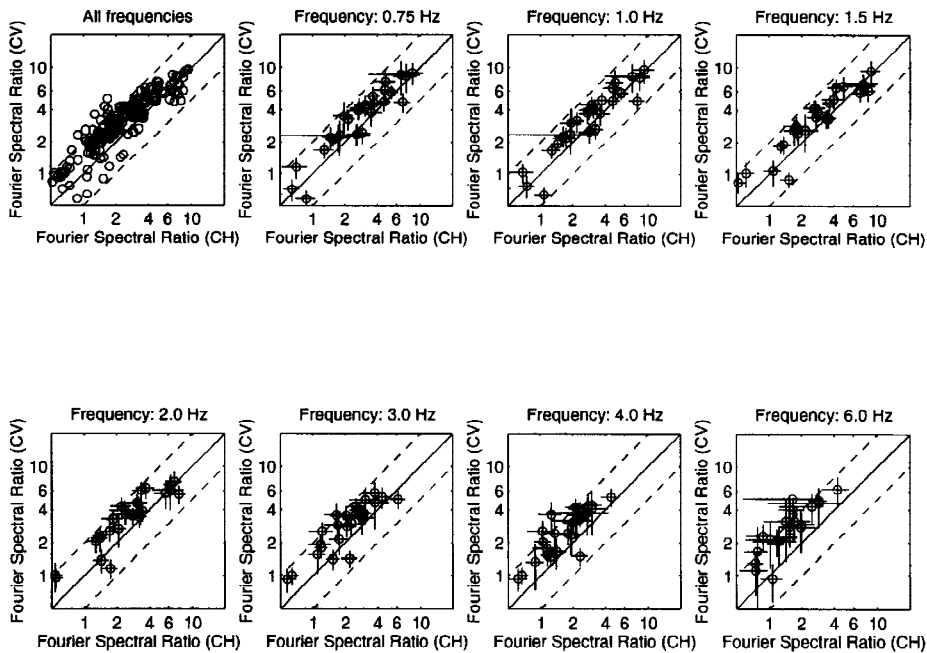 All frequencies
Frequency: 0.75 Hz
Frequency: 1.0 Hz
Frequency: 1.5 Hz
Fourier Spectral Ratio (CV)
10
6
4
2
1
1 2 4 6 10
Fourier Spectral Ratio (CH)
Fourier Spectral Ratio (CV)
10
6
4
2
1
1 2 4 6 10
Fourier Spectral Ratio (CH)
Fourier Spectral Ratio (CV)
10
6
4
2
1
1 2 4 6 10
Fourier Spectral Ratio (CH)
Fourier Spectral Ratio (CV)
10
6
4
2
1
1 2 4 6 10
Fourier Spectral Ratio (CH)
Frequency: 2.0 Hz
Frequency: 3.0 Hz
Frequency: 4.0 Hz
Frequency: 6.0 Hz
Fourier Spectral Ratio (CV)
10
6
4
2
1
1 2 4 6 10
Fourier Spectral Ratio (CH)
Fourier Spectral Ratio (CV)
10
6
4
2
1
1 2 4 6 10
Fourier Spectral Ratio (CH)
Fourier Spectral Ratio (CV)
10
6
4
2
1
1 2 4 6 10
Fourier Spectral Ratio (CH)
Fourier Spectral Ratio (CV)
10
6
4
2
1
1 2 4 6 10
Fourier Spectral Ratio (CH)